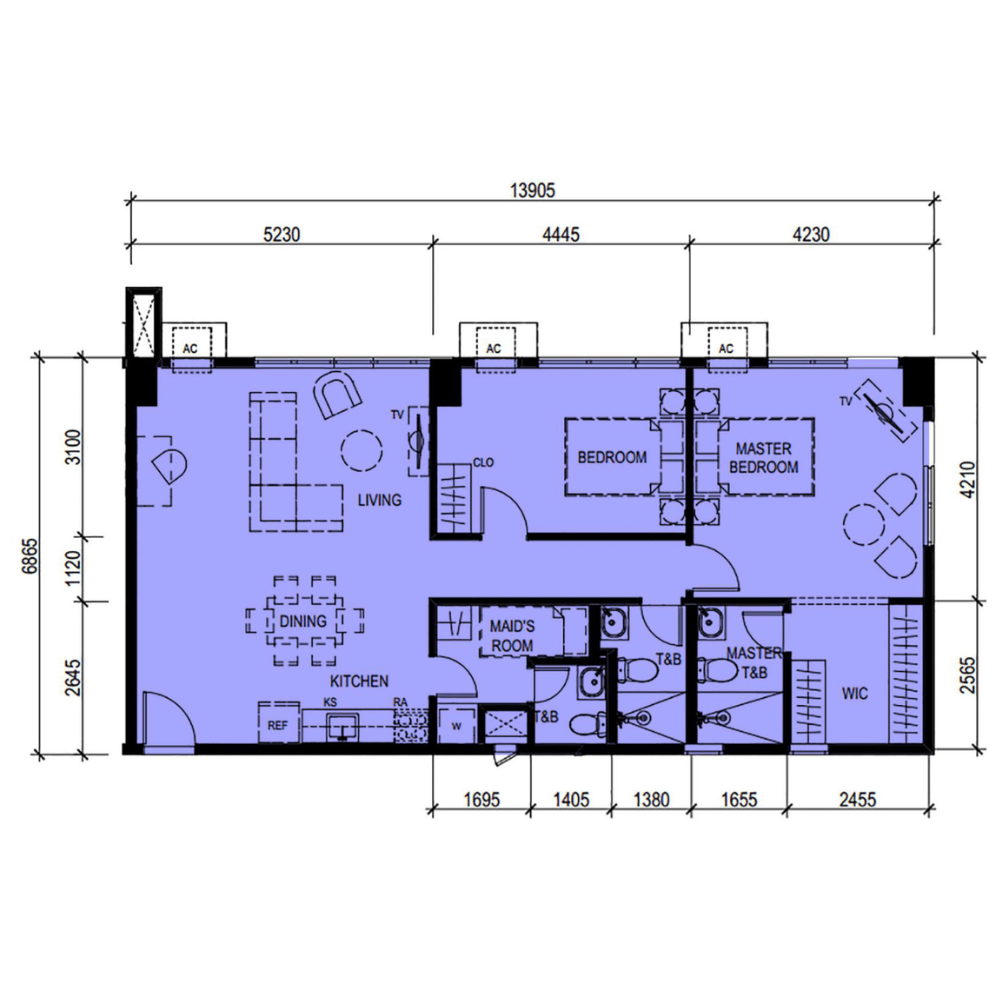 13905
5230
4445
4230
AC
AC
AC
TV
TV
3100
6865
1120
2645
4210
2565
CLO
BEDROOM
MASTER
BEDROOM
LIVING
DINING
KITCHEN
KS
RA
REF
MAID'S
ROOM
W
T&B
T&B
MASTER
T&B
WIC
1695
1405
1380
1655
2455